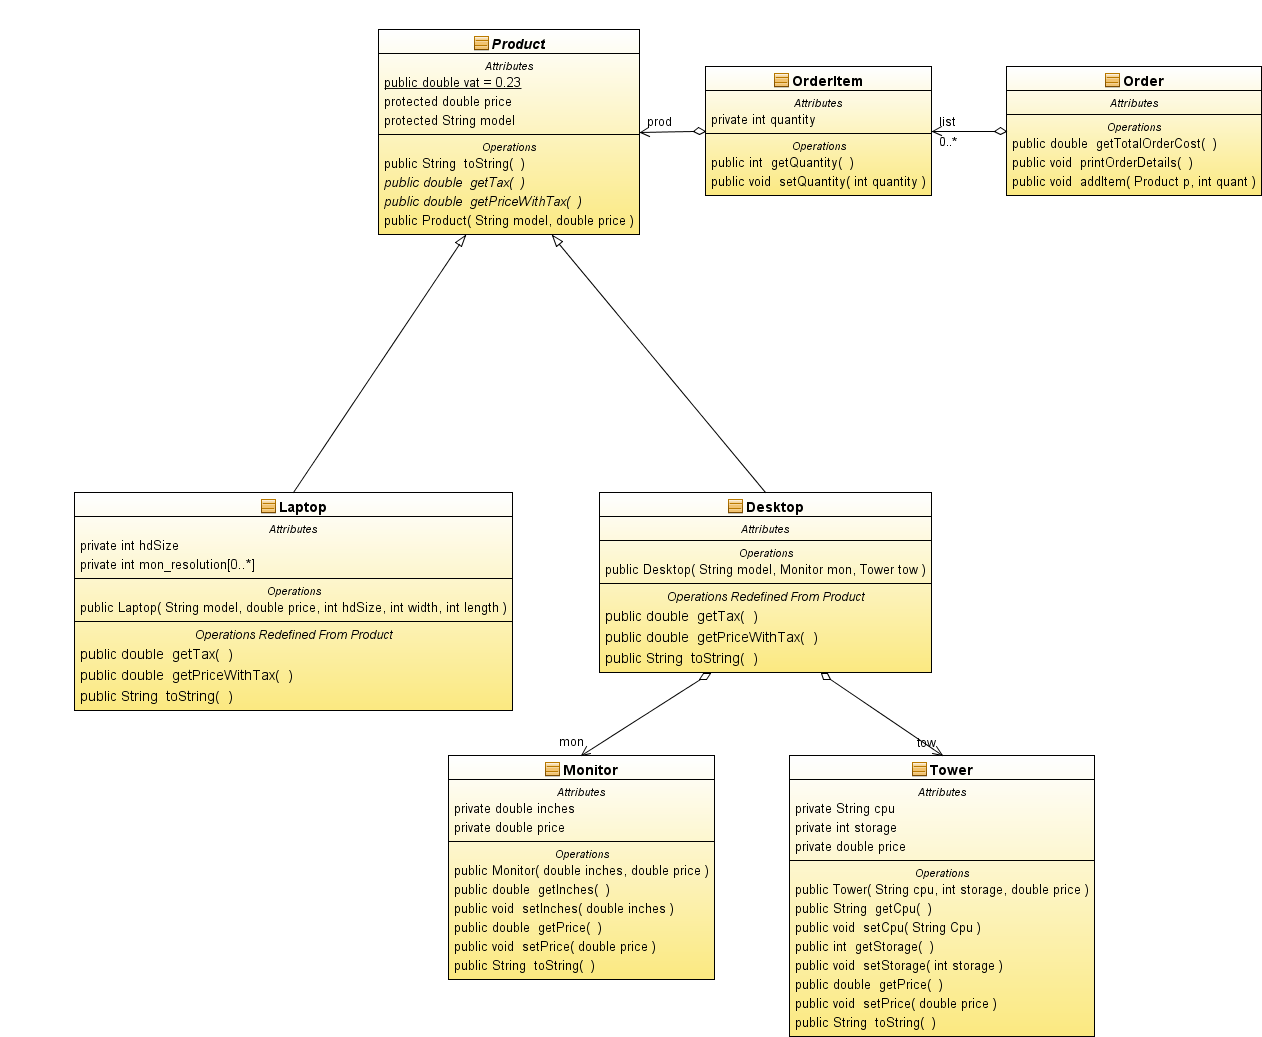 Product
Attributes
public double vat = 0.23
protected double price
protected String model
Operations
public String toString( )
public double getTax( )
public double getPriceWithTax( )
public Product( String model, double price )
prod
OrderItem
Attributes
private int quantity
Operations
public int getQuantity( )
public void setQuantity( int quantity )
list
0..*
Order
Attributes
Operations
public double getTotalOrderCost( )
public void printOrderDetails( )
public void addItem( Product p, int quant )
Laptop
Attributes
private int hdSize
private int mon_resolution[0..*]
Operations
public Laptop( String model, double price, int hdSize, int width, int length )
Operations Redefined From Product
public double getTax( )
public double getPriceWithTax( )
public String toString( )
Desktop
Attributes
Operations
public Desktop( String model, Monitor mon, Tower tow )
Operations Redefined From Product
public double getTax( )
public double getPriceWithTax( )
public String toString( )
mon
tow
Monitor
Attributes
private double inches
private double price
Operations
public Monitor( double inches, double price )
public double getInches( )
public void setInches( double inches )
public double getPrice( )
public void setPrice( double price )
public String toString( )
Tower
Attributes
private String cpu
private int storage
private double price
Operations
public Tower( String cpu, int storage, double price )
public String getCpu( )
public void setCpu( String Cpu )
public int getStorage( )
public void setStorage( int storage )
public double getPrice( )
public void setPrice( double price )
public String toString( )